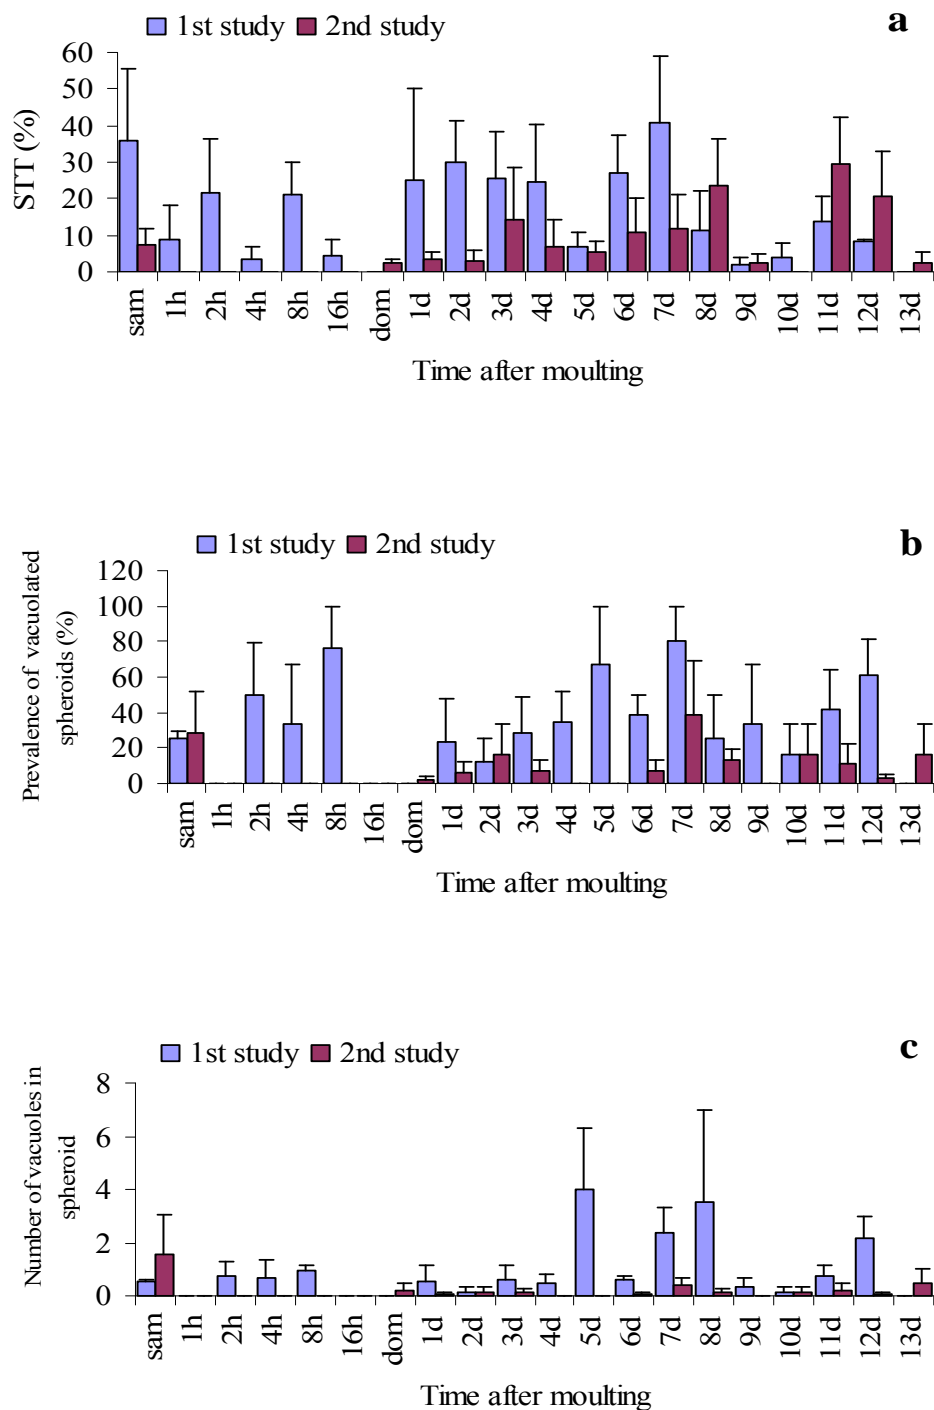 1st study 2nd study
a
STT (%)
60
50
40
30
20
10
0
sam 1h 2h 4h 8h 16h dom 1d 2d 3d 4d 5d 6d 7d 8d 9d 10d 11d 12d 13d
Time after moulting
1st study 2nd study
b
Prevalence of vacuolated
spheroids (%)
120
100
80
60
40
20
0
sam 1h 2h 4h 8h 16h dom 1d 2d 3d 4d 5d 6d 7d 8d 9d 10d 11d 12d 13d
Time after moulting
1st study 2nd study
c
Number of vacuoles in
spheroid
8
6
4
2
0
sam 1h 2h 4h 8h 16h dom 1d 2d 3d 4d 5d 6d 7d 8d 9d 10d 11d 12d 13d
Time after moulting